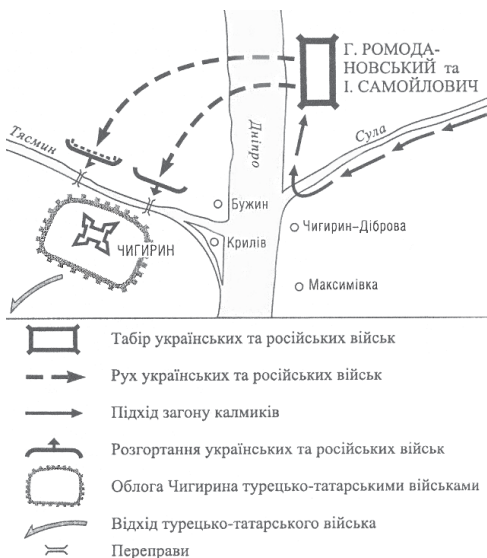 Г. РОМОДА-
НОВСЬКИЙ та
І. САМОЙЛОВИЧ
Тясмин
Дніпро
Сула
Бужин
Чигирин–Діброва
ЧИГИРИН
Крилів
Максимівка
Табір українських та російських військ
Рух українських та російських військ
Підхід загону калмиків
Розгортання українських та російських військ
Облога Чигирина турецько-татарськими військами
Відхід турецько-татарського війська
Переправи